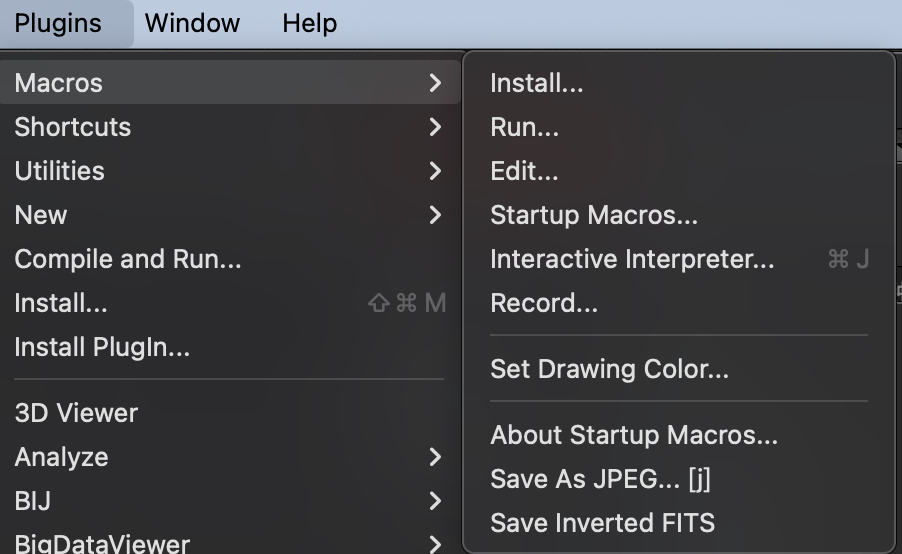 Plugins Window Help
Macros
Shortcuts
Utilities
New
Compile and Run...
Install... ⇧⌘M
Install PlugIn...
3D Viewer
Analyze
BIJ
BigDataViewer
Install...
Run...
Edit...
Startup Macros...
Interactive Interpreter... ⌘J
Record...
Set Drawing Color...
About Startup Macros...
Save As JPEG... [j]
Save Inverted FITS